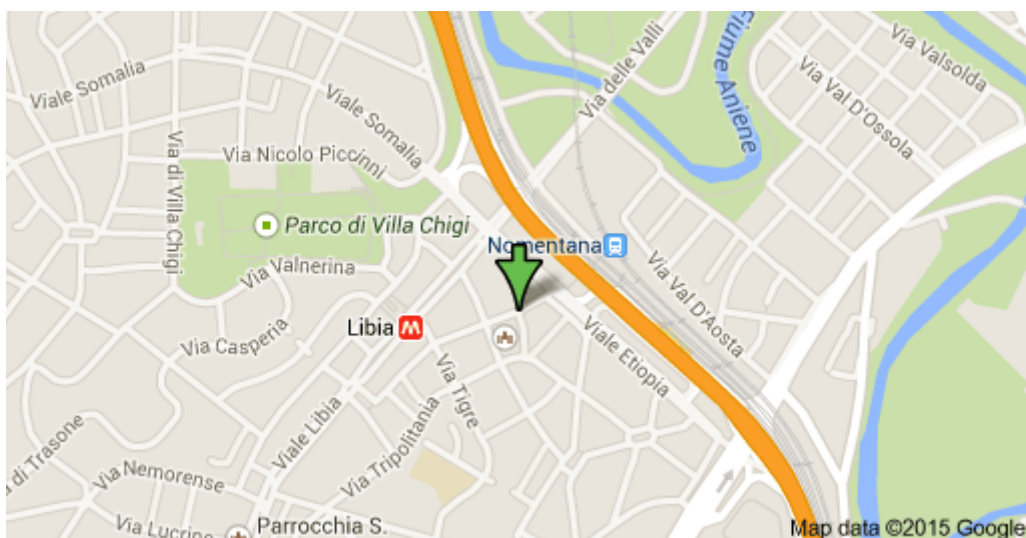 Viale Somalia
Viale Somalia
Via di Villa Chigi
Via Nicolo Piccinni
Parco di Villa Chigi
Via Valnerina
Via Casperia
Libia
Viale Libia
Via Tripolitania
Via Tigre
Nomentana
Viale Etiopia
Via Val D'Aosta
Via delle Valli
Fiume Aniene
Via Valsolda
Via Val D'Ossola
a di Trasone
Via Nemorense
Via Lucrino
Parrocchia S.
Map data ©2015 Google